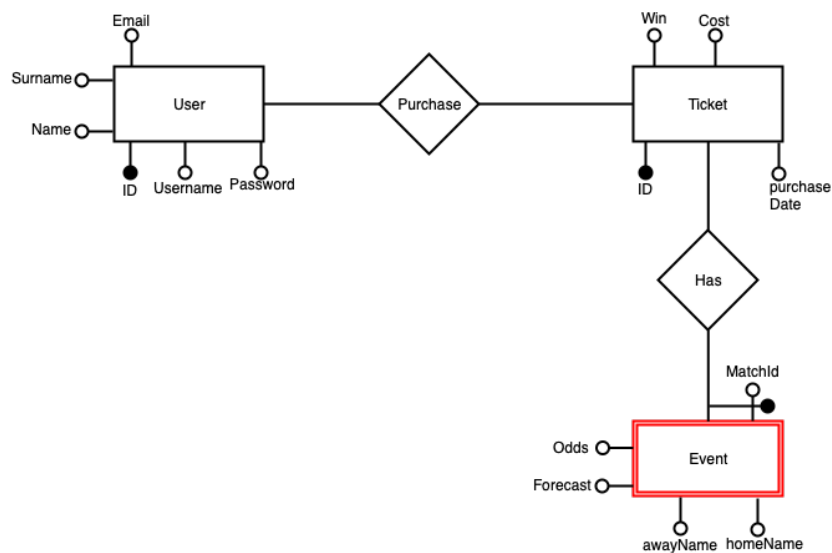 Email
Win
Cost
Surname
User
Purchase
Ticket
Name
ID
Username
Password
ID
purchase
Date
Has
MatchId
Odds
Event
Forecast
awayName
homeName